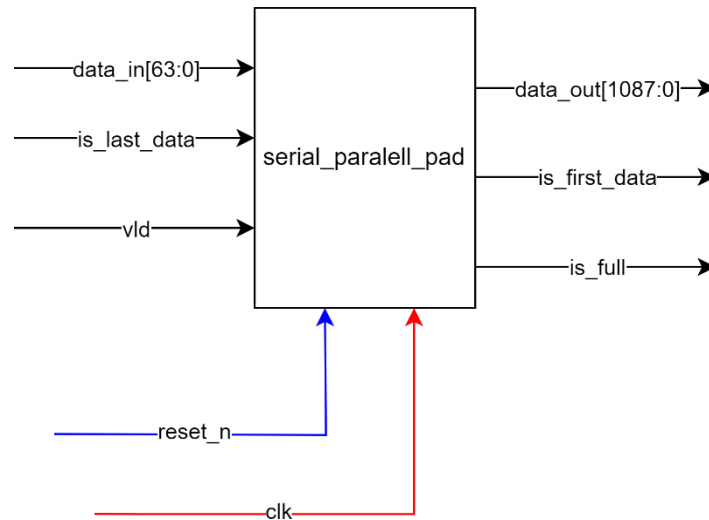 data_in[63:0]
is_last_data
vld
serial_paralell_pad
data_out[1087:0]
is_first_data
is_full
reset_n
clk